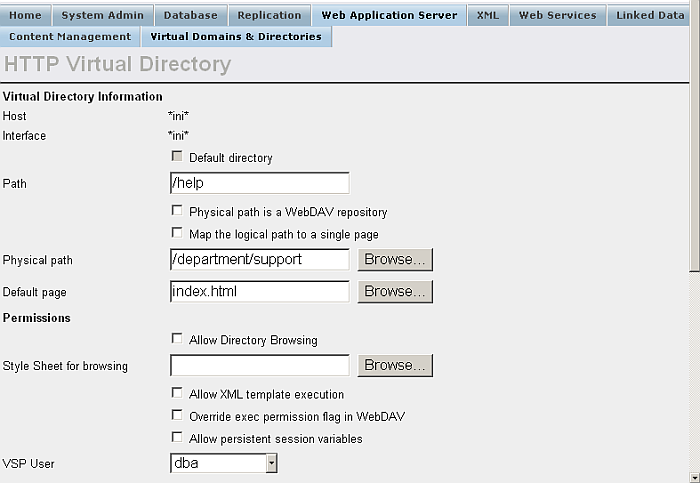 Home System Admin Database Replication Web Application Server XML Web Services Linked Data
Content Management Virtual Domains & Directories
HTTP Virtual Directory
Virtual Directory Information
Host *ini*
Interface *ini*
Default directory
Path /help
Physical path is a WebDAV repository
Map the logical path to a single page
Physical path /department/support Browse...
Default page index.html Browse...
Permissions
Allow Directory Browsing
Style Sheet for browsing Browse...
Allow XML template execution
Override exec permission flag in WebDAV
Allow persistent session variables
VSP User dba